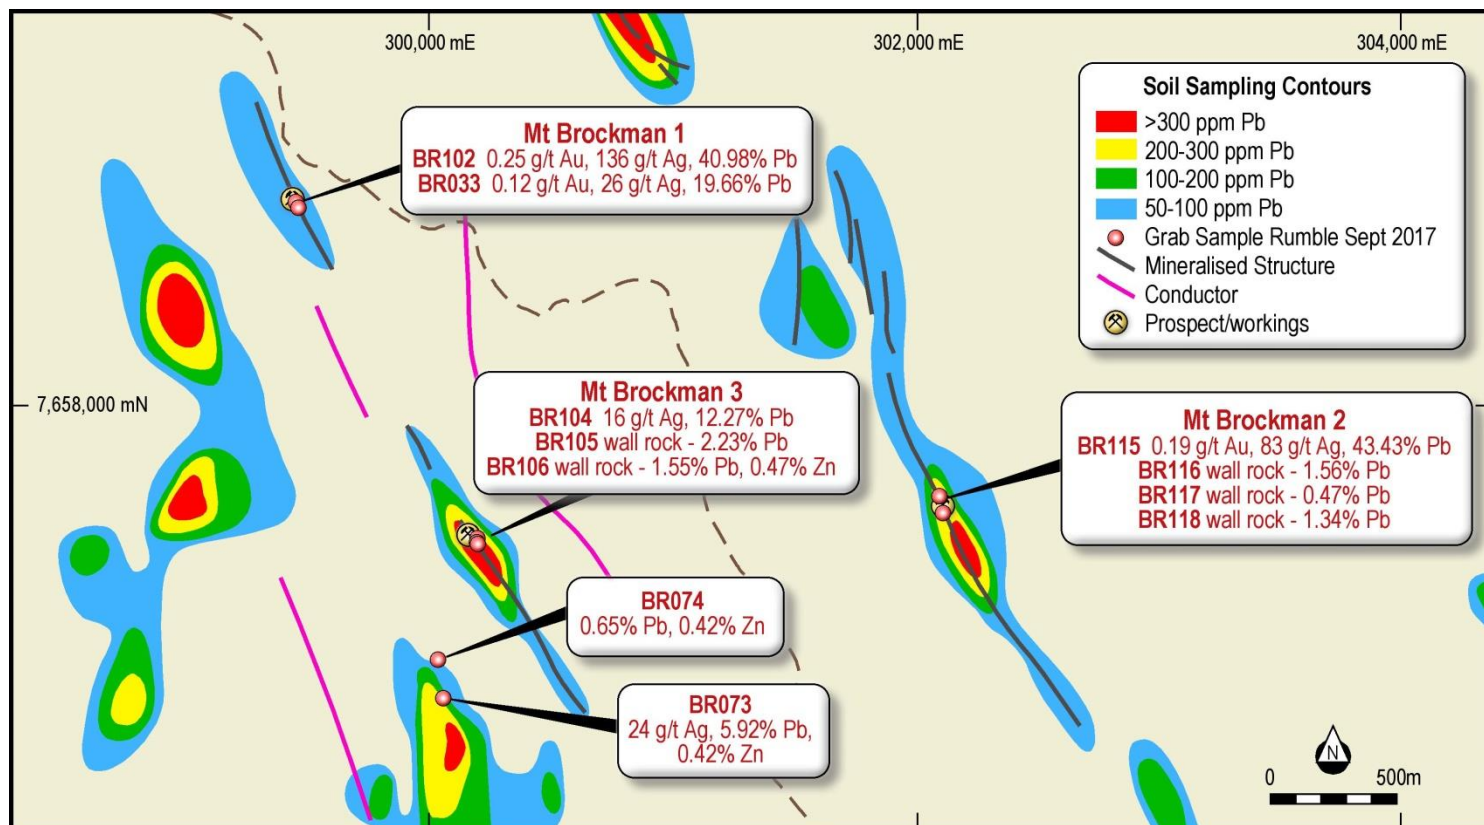 300,000 mE
302,000 mE
304,000 mE
Mt Brockman 1
BR102 0.25 g/t Au, 136 g/t Ag, 40.98% Pb
BR033 0.12 g/t Au, 26 g/t Ag, 19.66% Pb
Soil Sampling Contours
>300 ppm Pb
200-300 ppm Pb
100-200 ppm Pb
50-100 ppm Pb
Grab Sample Rumble Sept 2017
Mineralised Structure
Conductor
Prospect/workings
7,658,000 mN
Mt Brockman 3
BR104 16 g/t Ag, 12.27% Pb
BR105 wall rock - 2.23% Pb
BR106 wall rock - 1.55% Pb, 0.47% Zn
Mt Brockman 2
BR115 0.19 g/t Au, 83 g/t Ag, 43.43% Pb
BR116 wall rock - 1.56% Pb
BR117 wall rock - 0.47% Pb
BR118 wall rock - 1.34% Pb
BR074
0.65% Pb, 0.42% Zn
BR073
24 g/t Ag, 5.92% Pb,
0.42% Zn
N
0 500m